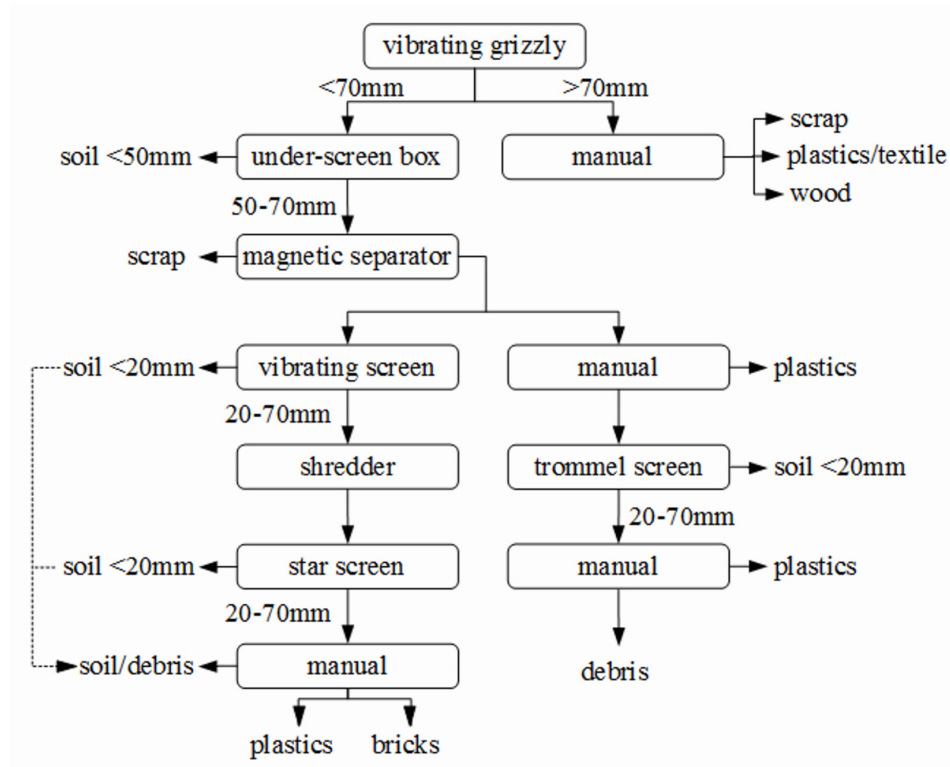 vibrating grizzly
<70mm
>70mm
scrap
soil <50mm
under-screen box
manual
plastics/textile
wood
50-70mm
scrap
magnetic separator
soil <20mm
vibrating screen
manual
plastics
20-70mm
shredder
trommel screen
soil <20mm
20-70mm
soil <20mm
star screen
manual
plastics
20-70mm
soil/debris
manual
debris
plastics
bricks